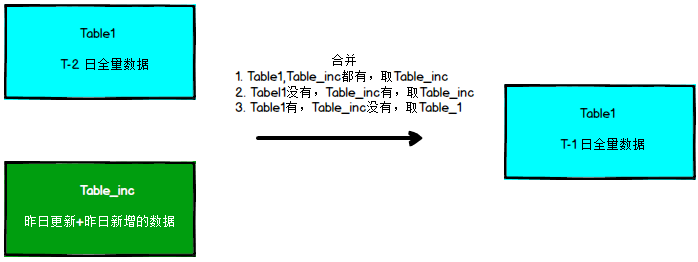 Table1
T-2 日全量数据
合并
1. Table1,Table_inc都有，取Table_inc
2. Tabel1没有，Table_inc有，取Table_inc
3. Table1有，Table_inc没有，取Table_1
Table1
T-1 日全量数据
Table_inc
昨日更新+昨日新增的数据